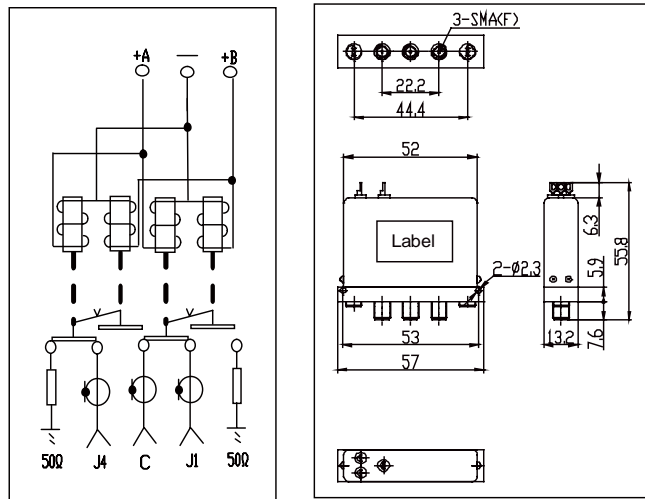 +A — +B
50Ω J4 C J1 50Ω
3-SMA(F)
22.2
44.4
52
Label
2-Ø2.3
53
57
6.3
5.9
55.8
13.2
7.6